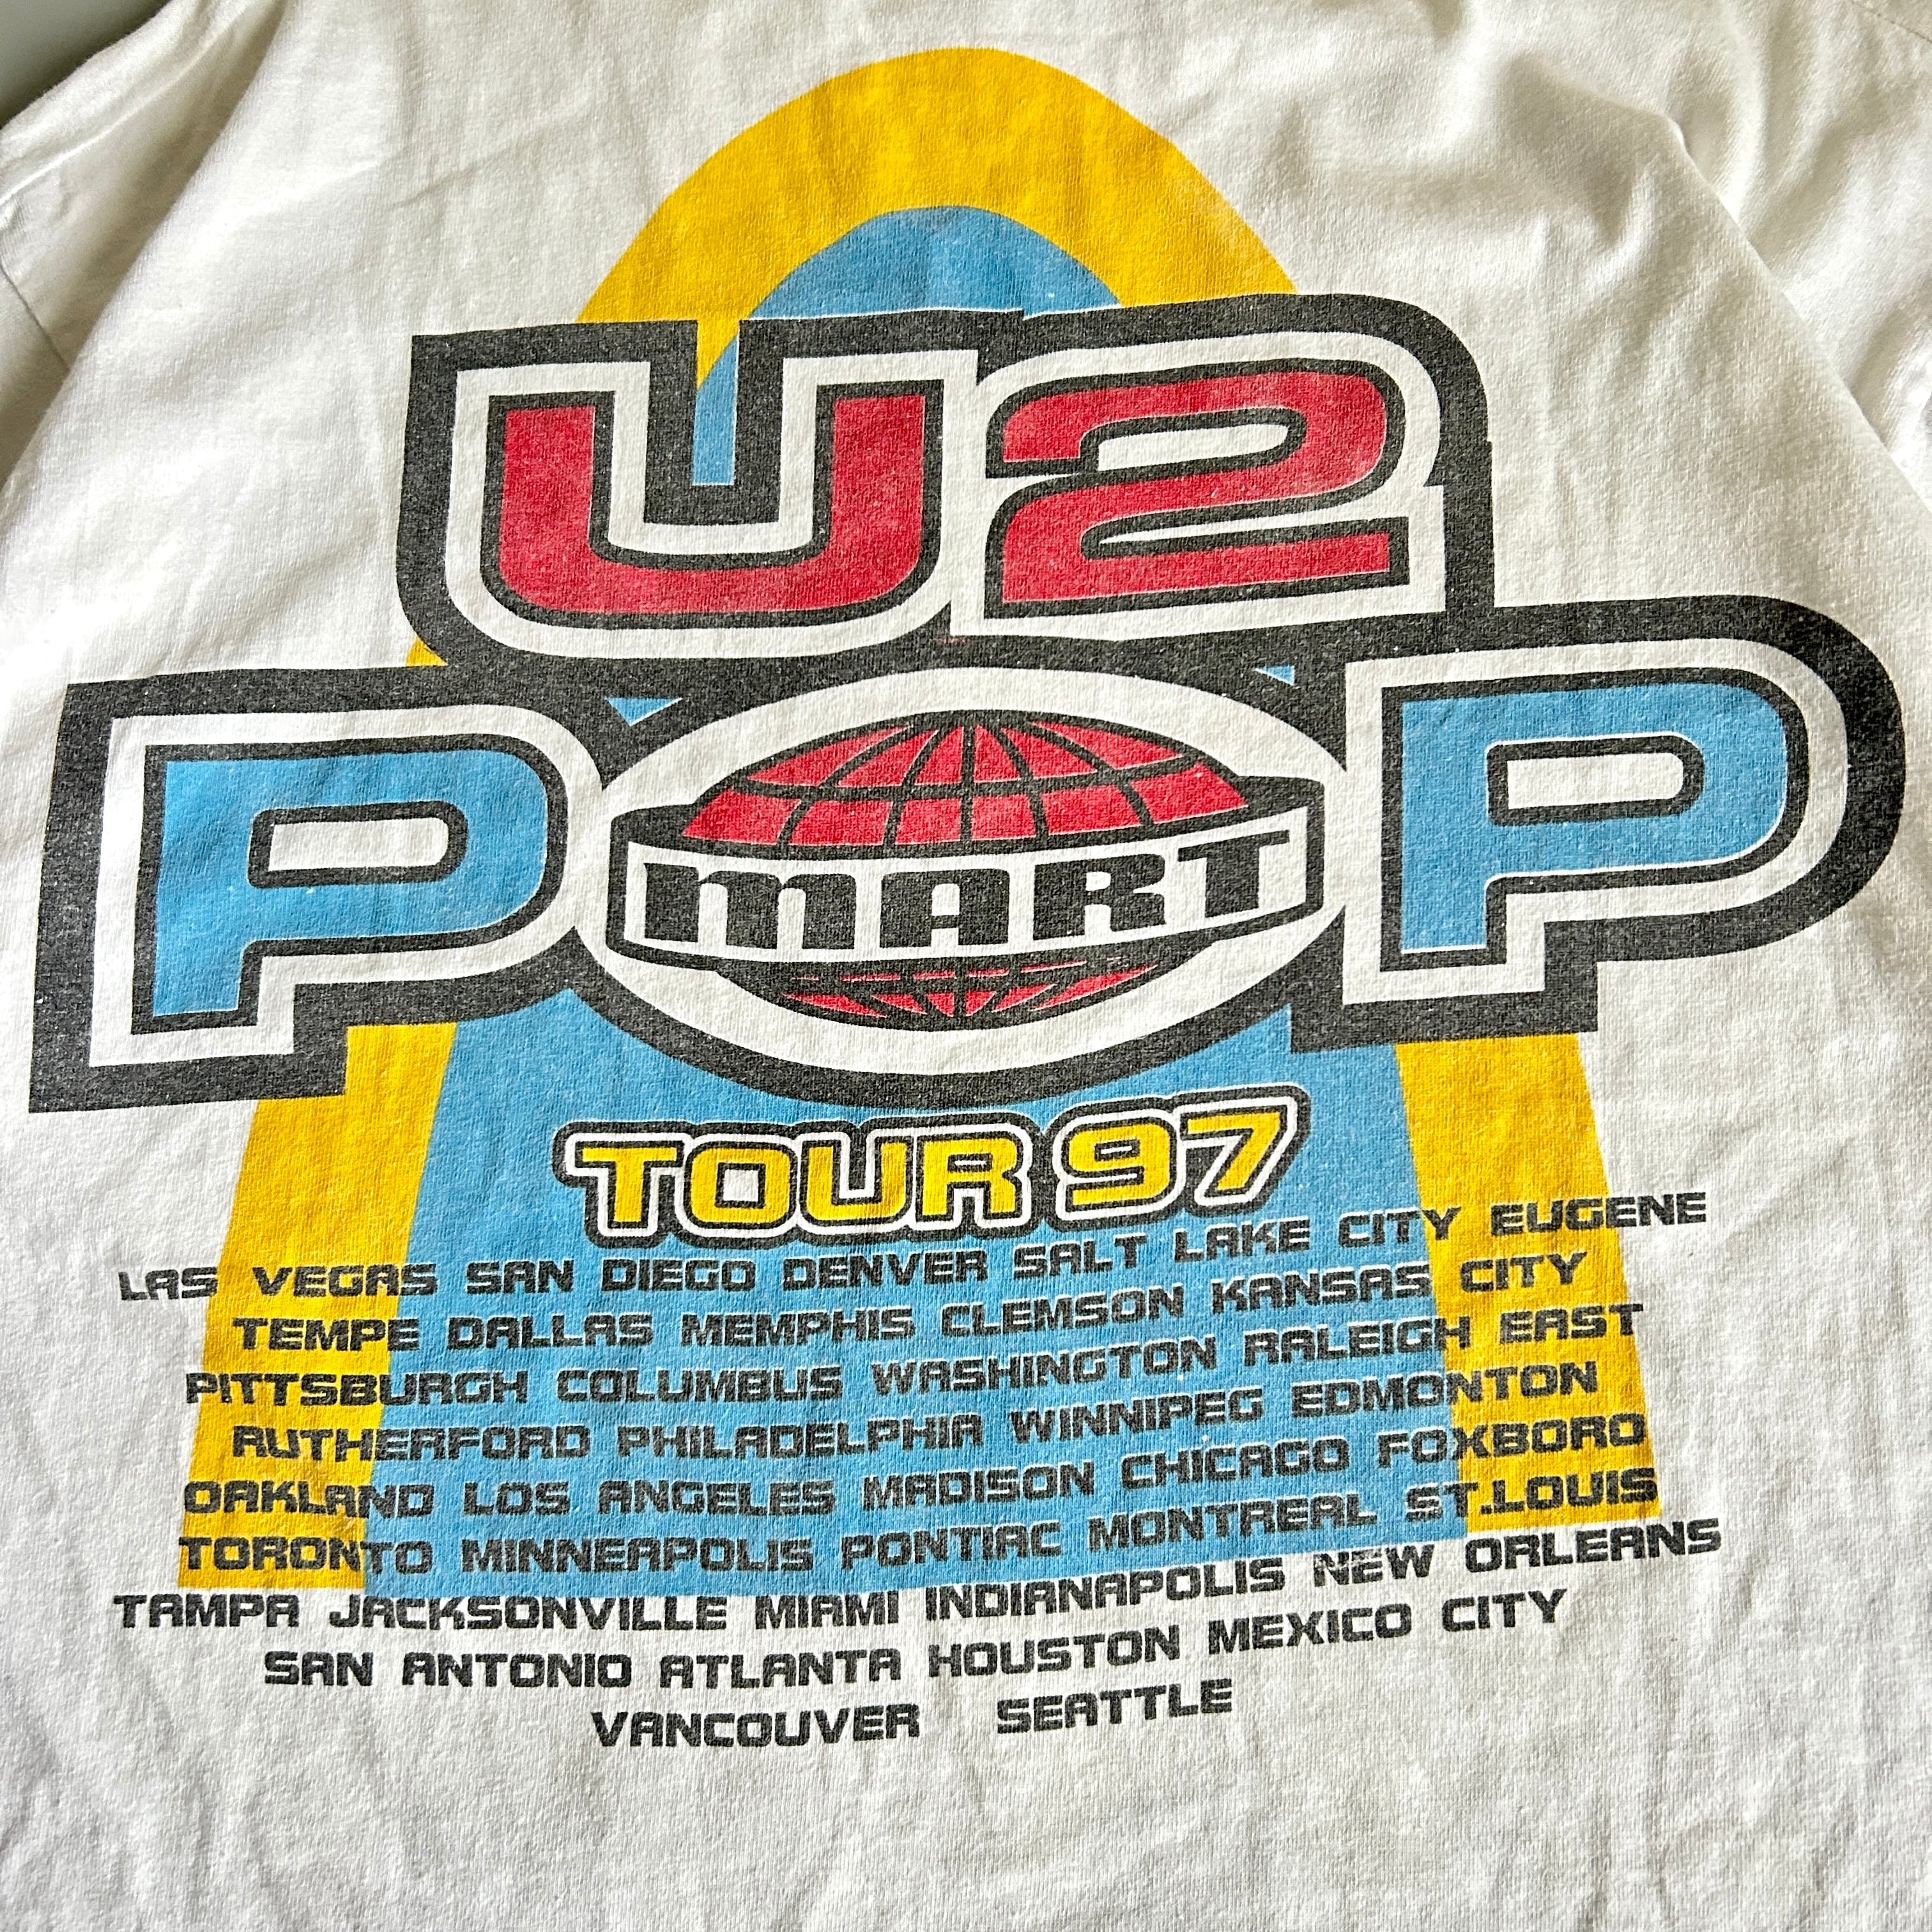 U2
POP
MART
TOUR 97
LAS VEGAS SAN DIEGO DENVER SALT LAKE CITY EUGENE
TEMPE DALLAS MEMPHIS CLEMSON KANSAS CITY
PITTSBURGH COLUMBUS WASHINGTON RALEIGH EAST
RUTHERFORD PHILADELPHIA WINNIPEG EDMONTON
OAKLAND LOS ANGELES MADISON CHICAGO FOXBORO
TORONTO MINNEAPOLIS PONTIAC MONTREAL ST.LOUIS
TAMPA JACKSONVILLE MIAMI INDIANAPOLIS NEW ORLEANS
SAN ANTONIO ATLANTA HOUSTON MEXICO CITY
VANCOUVER SEATTLE